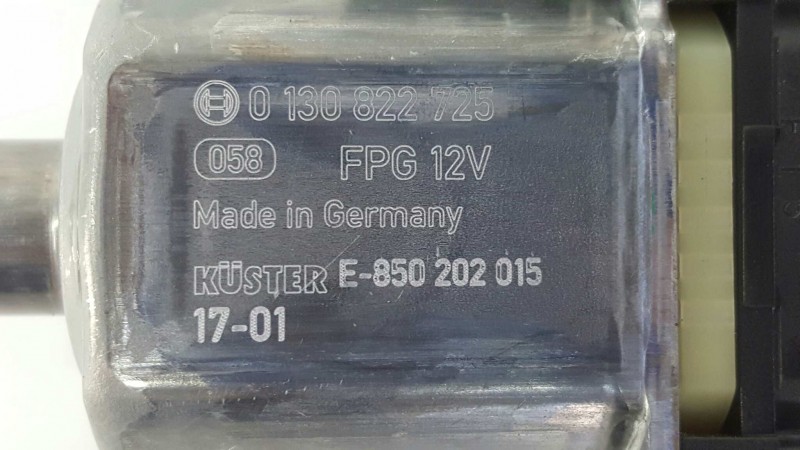 0 130 822 725
058 FPG 12V
Made in Germany
KÜSTER E-850 202 015
17-01